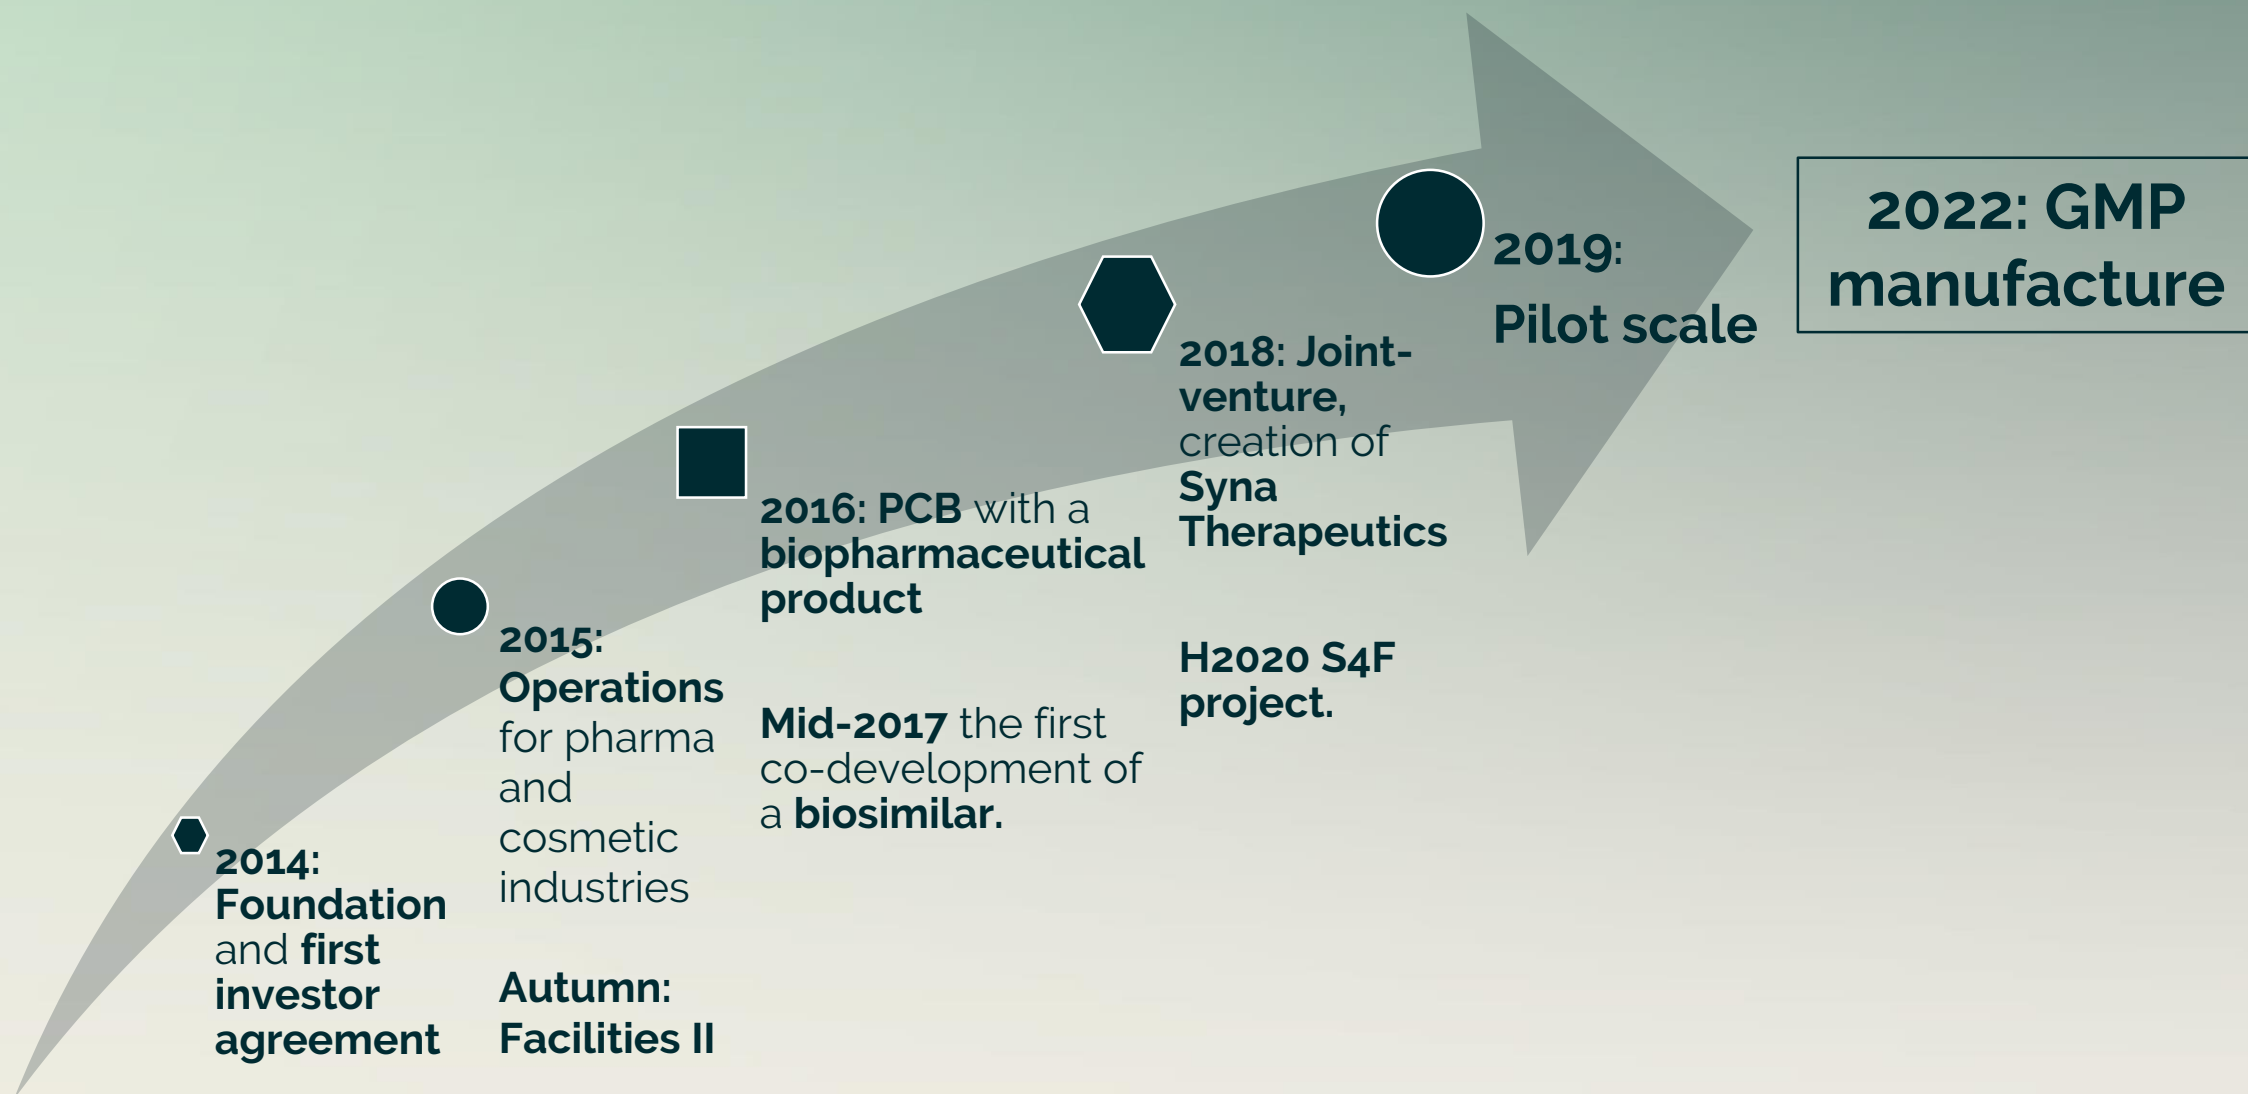 2014:
Foundation
and first
investor
agreement
2015:
Operations
for pharma
and
cosmetic
industries
Autumn:
Facilities II
2016: PCB with a
biopharmaceutical
product
Mid-2017 the first
co-development of
a biosimilar.
2018: Joint-
venture,
creation of
Syna
Therapeutics
H2020 S4F
project.
2019:
Pilot scale
2022: GMP
manufacture